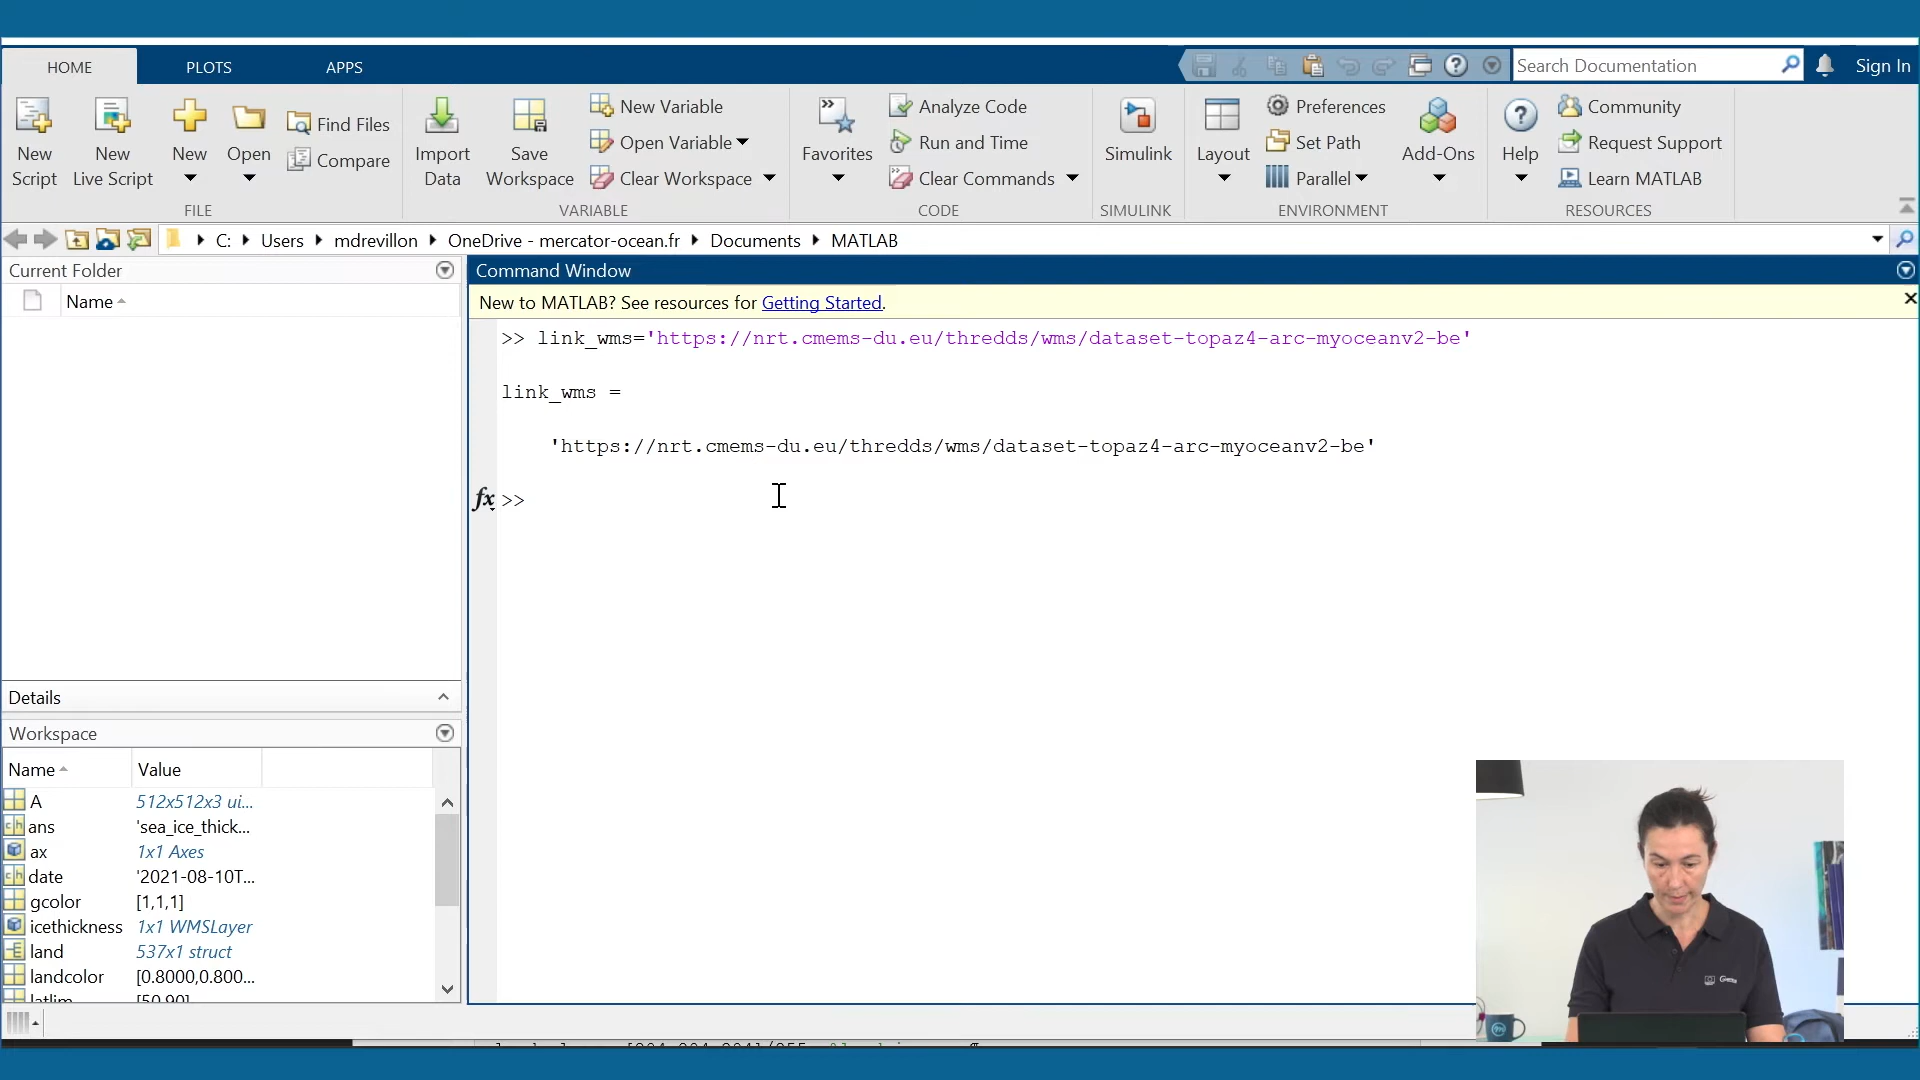 HOME PLOTS APPS
Search Documentation Sign In
New Script
New Live Script
New
Open
Find Files
Compare
FILE
Import Data
Save Workspace
New Variable
Open Variable
Clear Workspace
VARIABLE
Favorites
Analyze Code
Run and Time
Clear Commands
CODE
Simulink
SIMULINK
Layout
Preferences
Set Path
Parallel
Add-Ons
ENVIRONMENT
Help
Community
Request Support
Learn MATLAB
RESOURCES
C: Users mdrevillon OneDrive - mercator-ocean.fr Documents MATLAB
Current Folder
Name
Details
Workspace
Name Value
A 512x512x3 ui...
ans 'sea_ice_thick...
ax 1x1 Axes
date '2021-08-10T...
gcolor [1,1,1]
icethickness 1x1 WMSLayer
land 537x1 struct
landcolor [0.8000,0.800...
latlim [50,90]
Command Window
New to MATLAB? See resources for Getting Started.
>> link_wms='https://nrt.cmems-du.eu/thredds/wms/dataset-topaz4-arc-myoceanv2-be'
link_wms =
'https://nrt.cmems-du.eu/thredds/wms/dataset-topaz4-arc-myoceanv2-be'
fx >>